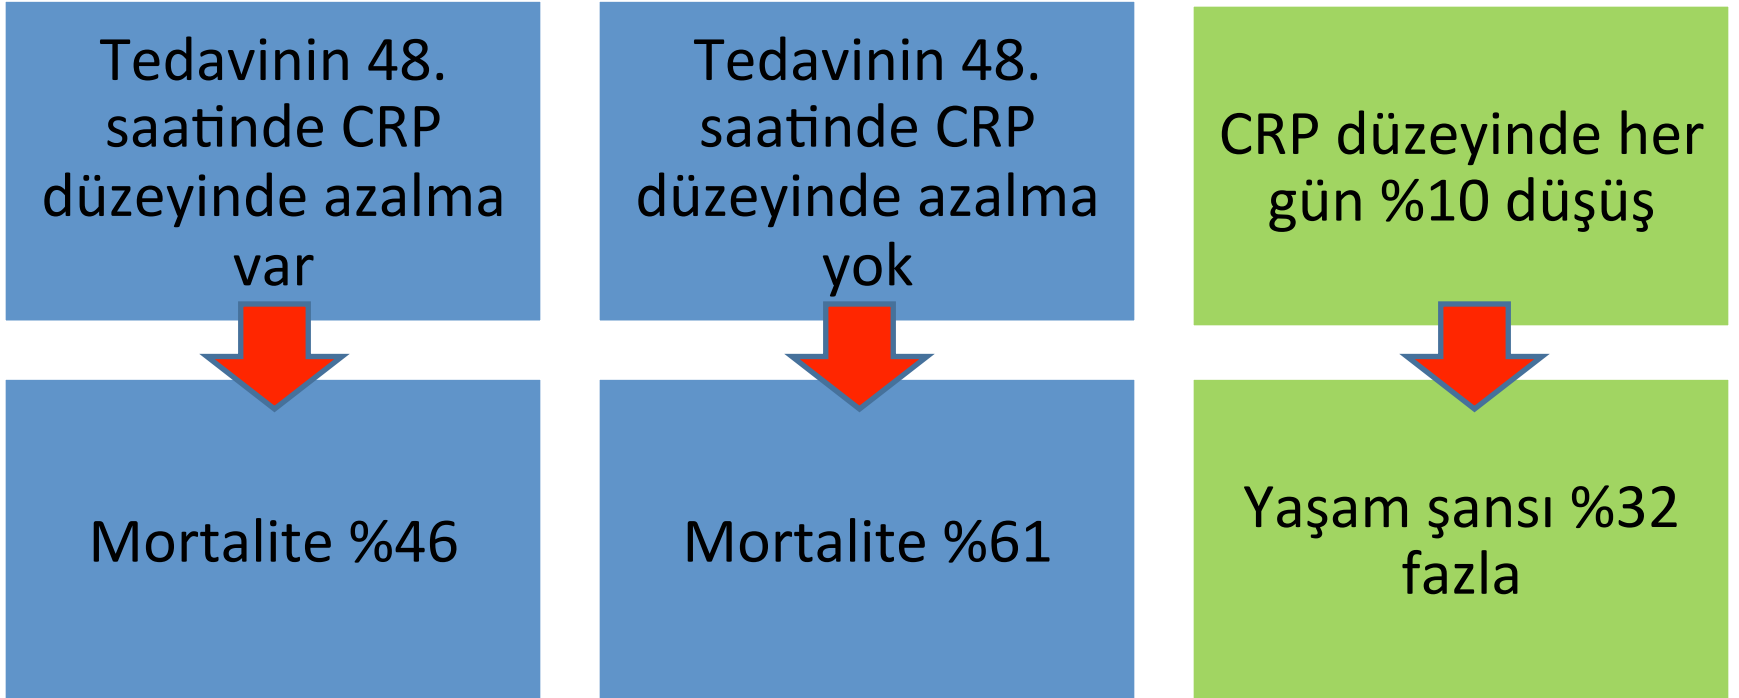 Tedavinin 48.
saatinde CRP
düzeyinde azalma
var
Mortalite %46
Tedavinin 48.
saatinde CRP
düzeyinde azalma
yok
Mortalite %61
CRP düzeyinde her
gün %10 düşüş
Yaşam şansı %32
fazla